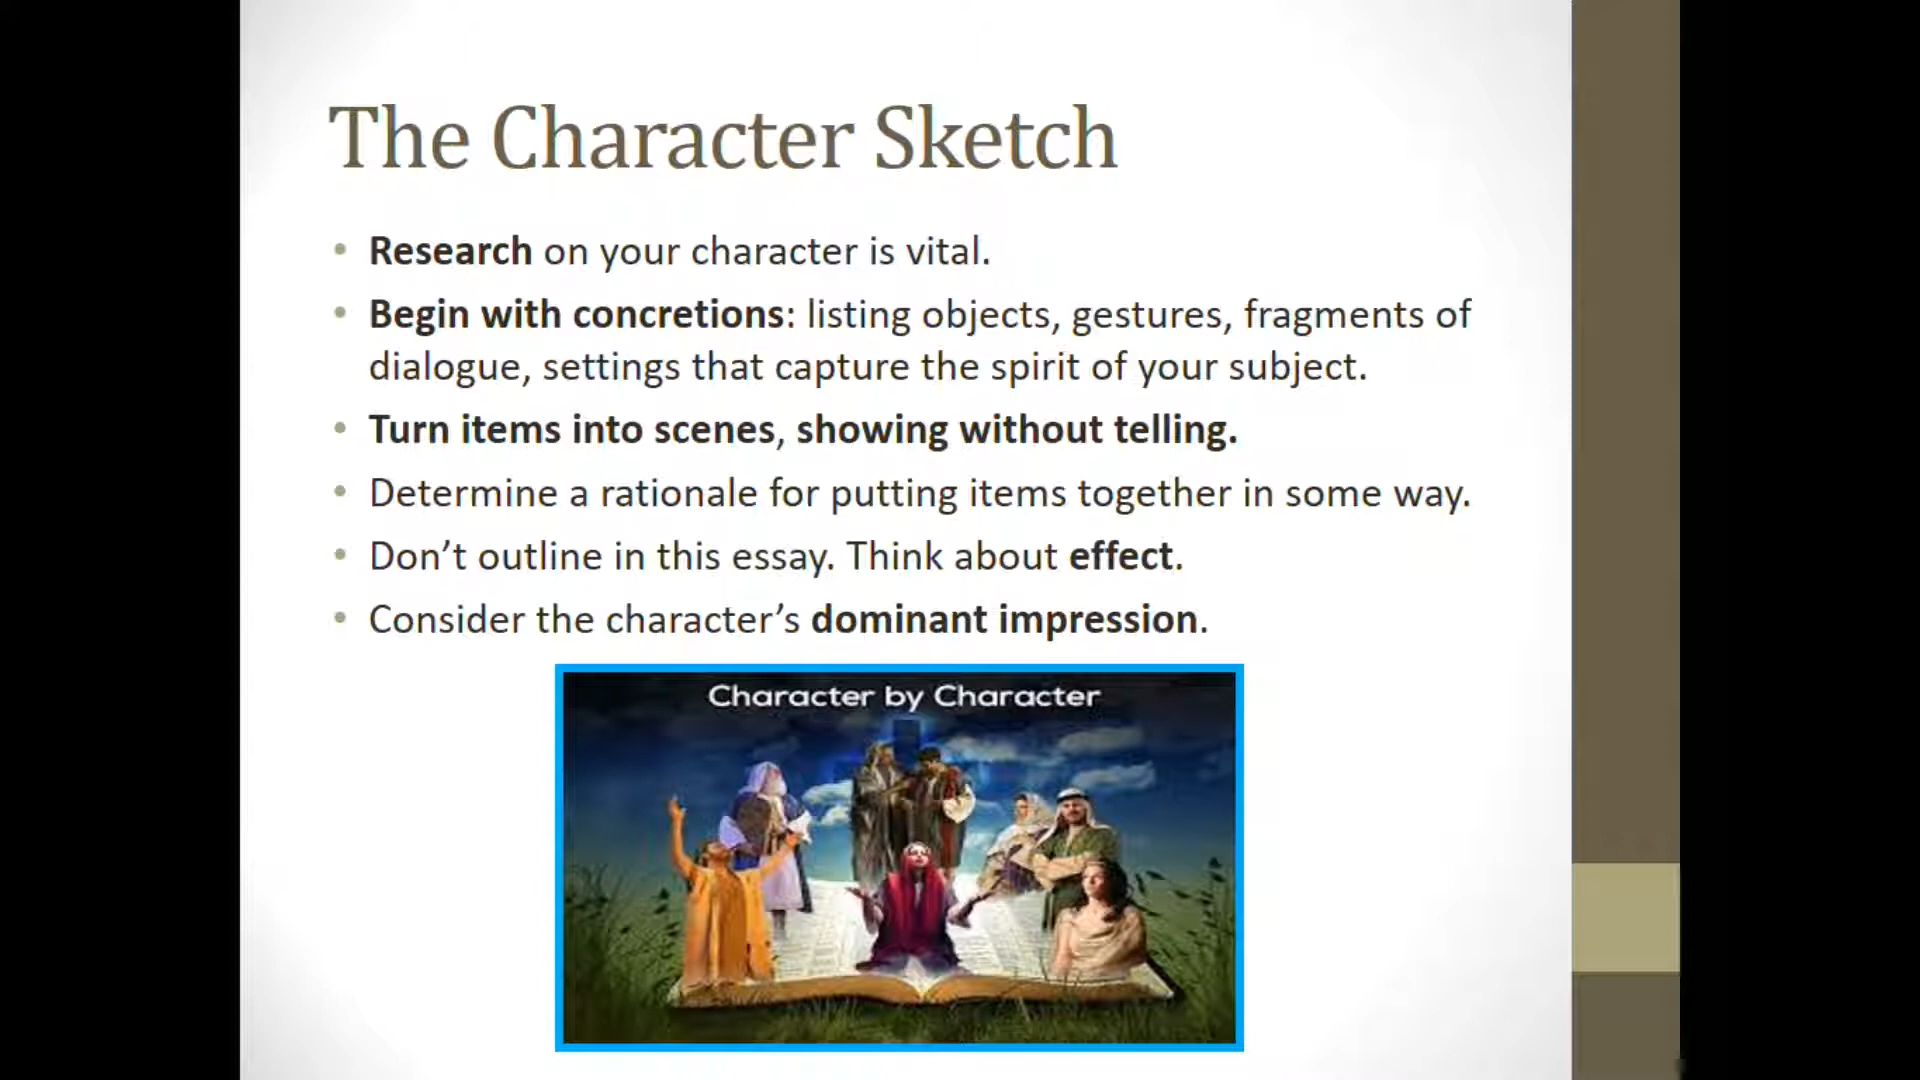 The Character Sketch
• Research on your character is vital.
• Begin with concretions: listing objects, gestures, fragments of
dialogue, settings that capture the spirit of your subject.
• Turn items into scenes, showing without telling.
• Determine a rationale for putting items together in some way.
• Don’t outline in this essay. Think about effect.
• Consider the character’s dominant impression.
Character by Character